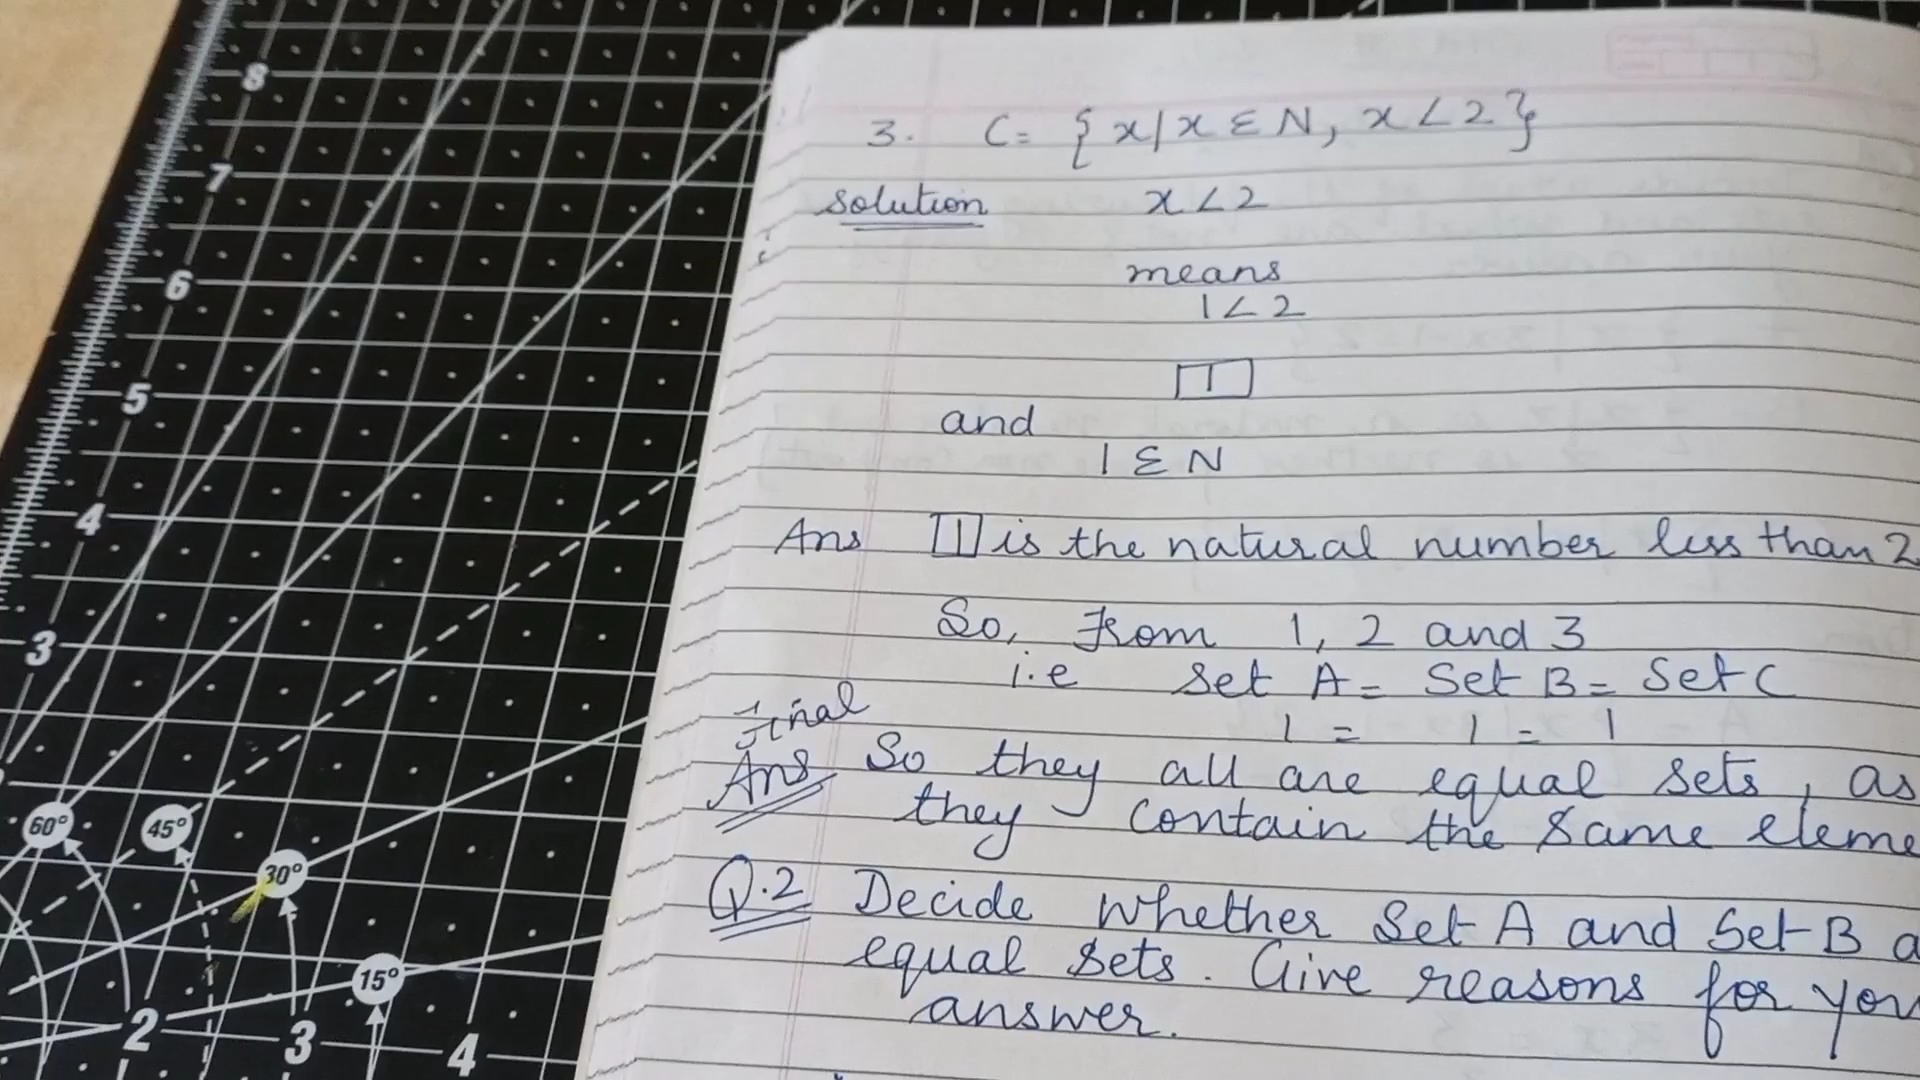 8
7
6
5
4
3
60°
45°
30°
15°
2
3
4
3. C = { x / x Σ N, x < 2 }
solution x < 2
means
1 < 2
1
and
1 Σ N
Ans 1 is the natural number less than 2
So, from 1, 2 and 3
i.e Set A = Set B = Set C
1 = 1 = 1
Final
Ans So they all are equal sets, as
they contain the same eleme
Q.2 Decide whether Set A and Set B a
equal sets. Give reasons for you
answer.